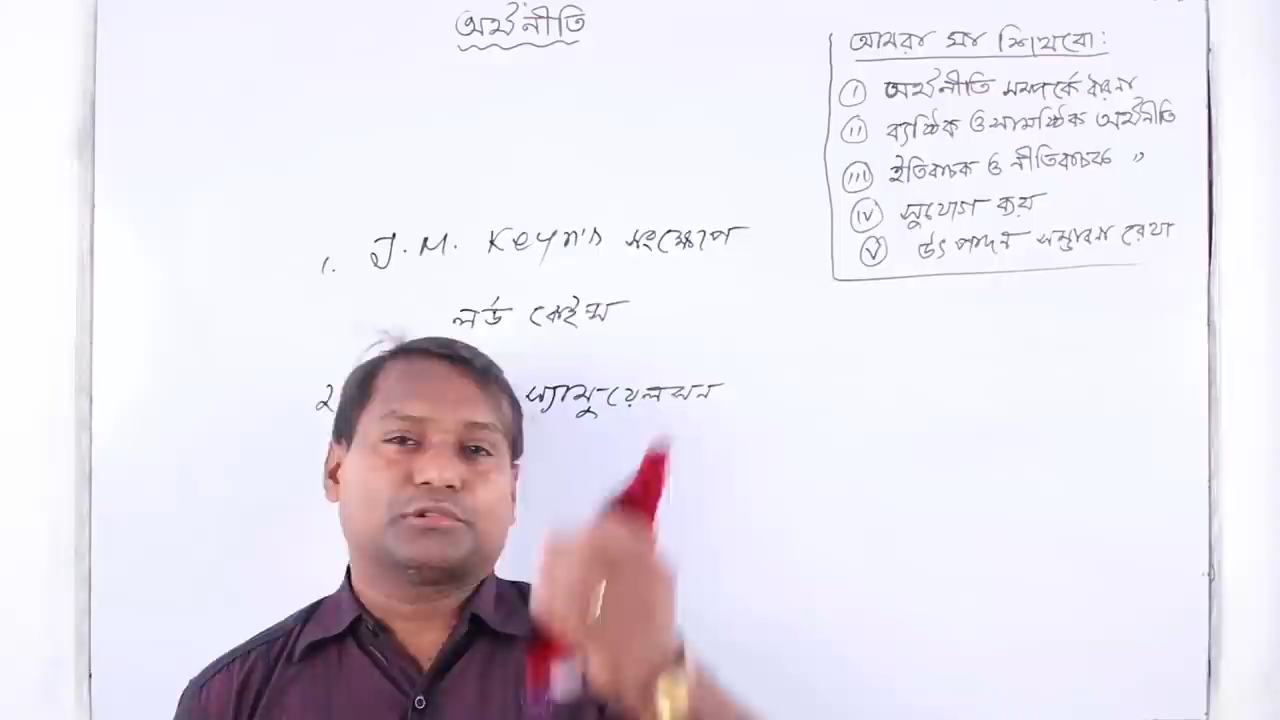 অর্থনীতি
আমরা যা শিখবো:
(i) অর্থনীতি সম্পর্কে ধারনা
(ii) ব্যষ্টিক ও সামষ্টিক অর্থনীতি
(iii) ইতিবাচক ও নীতিবাচক "
(iv) সুযোগ ব্যয়
(v) উৎপাদন সম্ভাবনা রেখা
১. J. M. Keyn's সংক্ষেপে
লর্ড কেইন্স
২ স্যামুয়েলসন